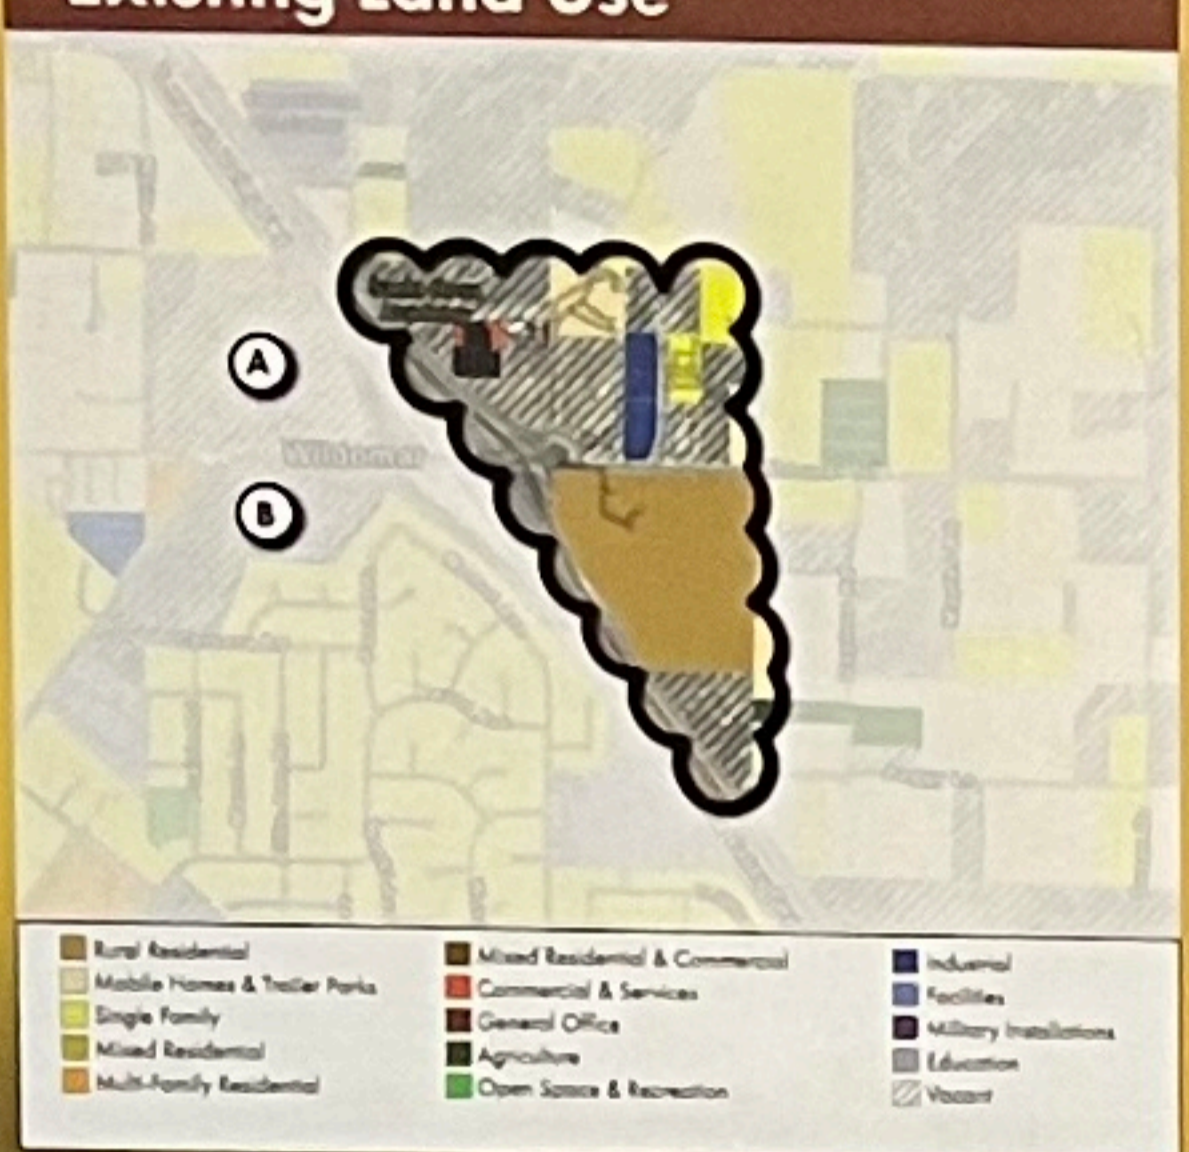 Existing Land Use
A
Wildomar
B
Rural Residential
Mobile Homes & Trailer Parks
Single Family
Mixed Residential
Multi-Family Residential
Mixed Residential & Commercial
Commercial & Services
General Office
Agriculture
Open Space & Recreation
Industrial
Facilities
Military Installations
Education
Vacant